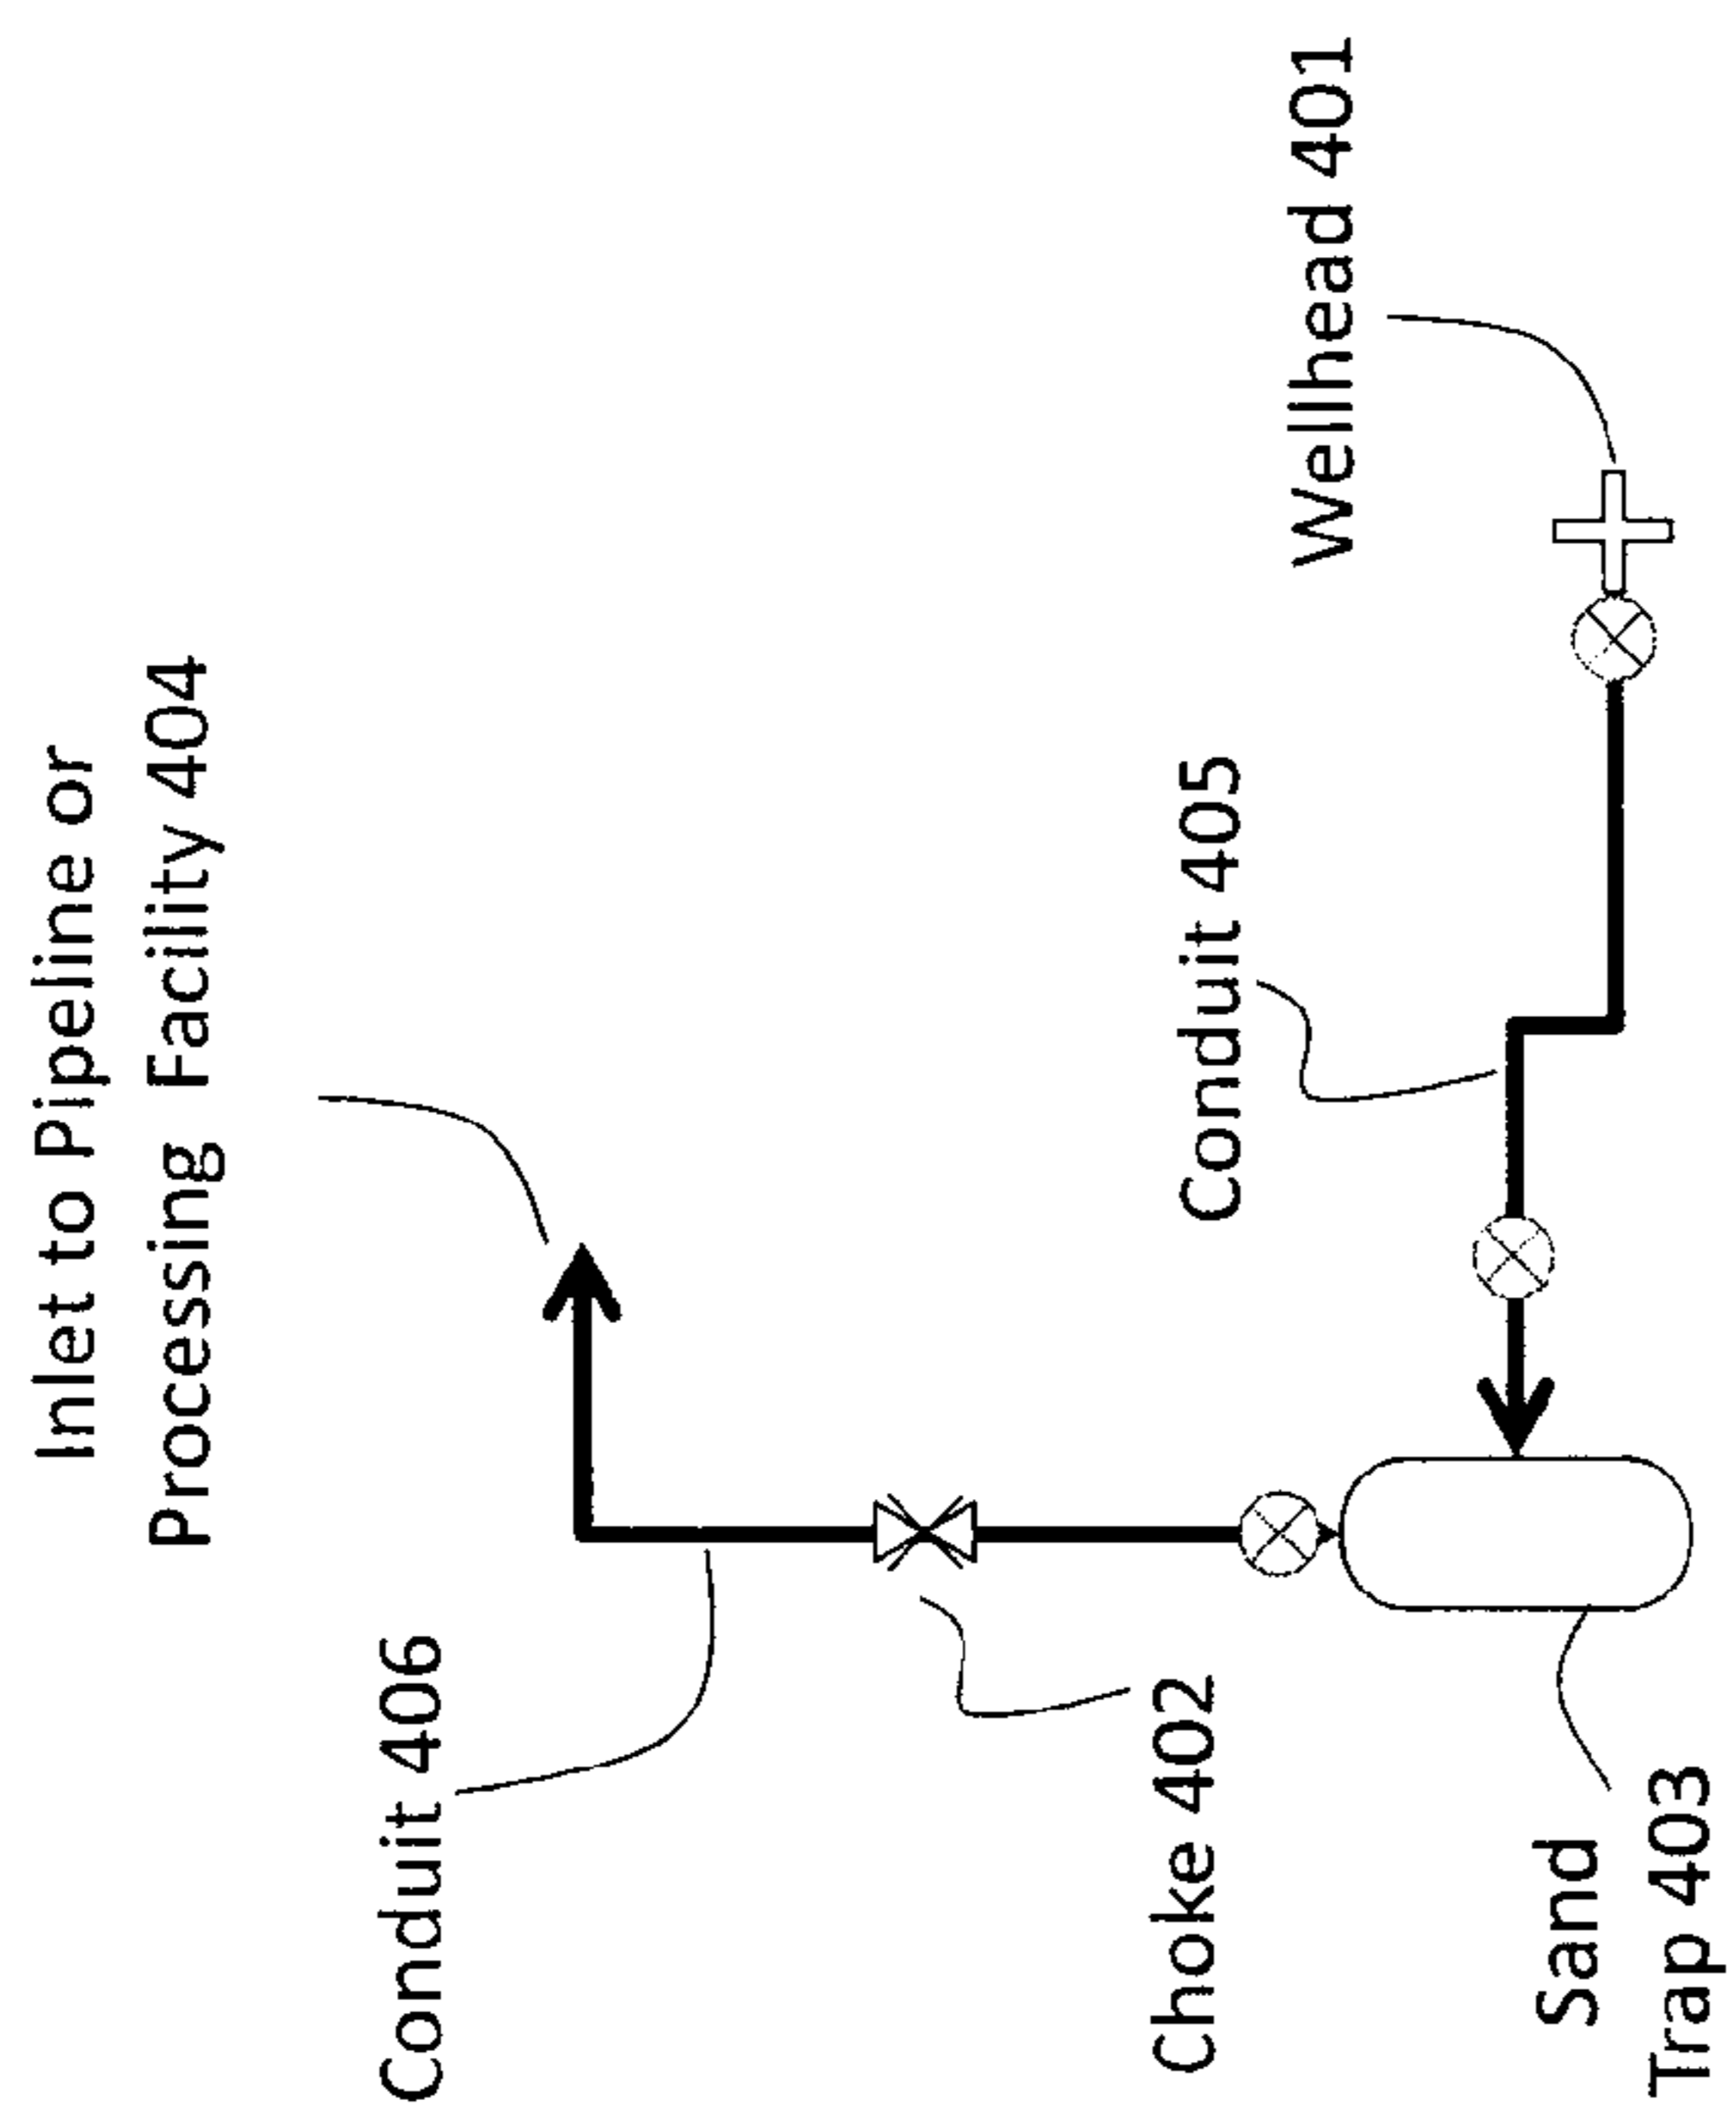 Inlet to Pipeline or
Processing Facility 404
Conduit 406
Choke 402
Conduit 405
Wellhead 401
Sand
Trap 403